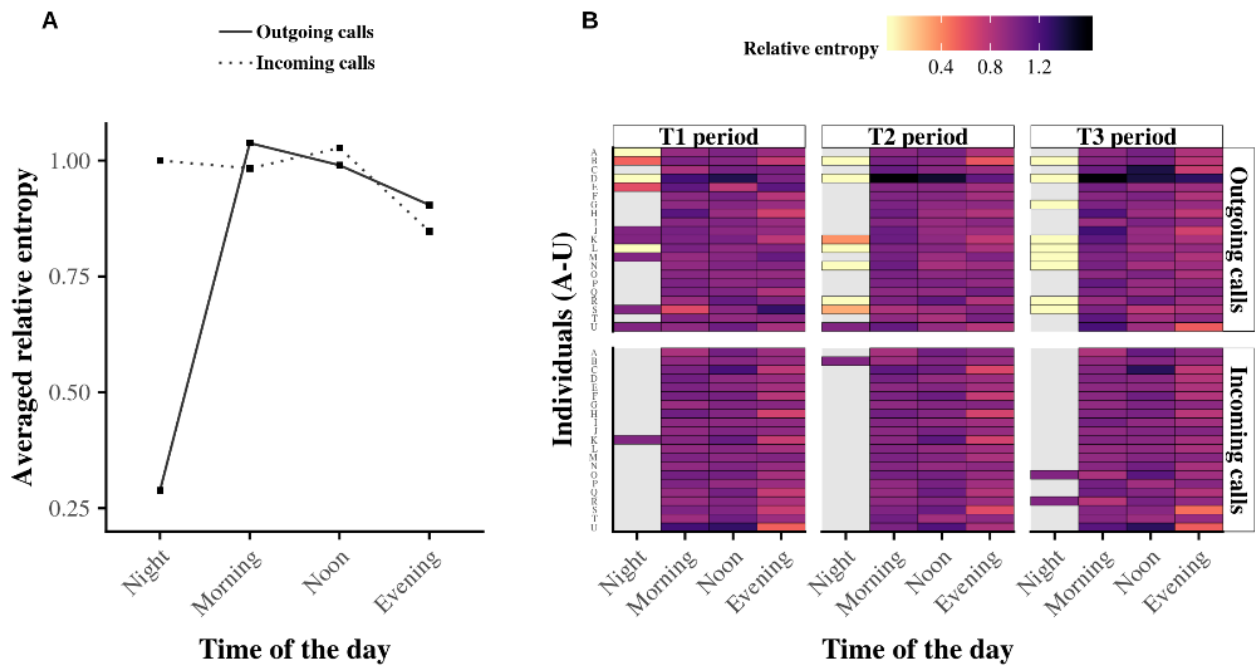 A
Outgoing calls
Incoming calls
Averaged relative entropy
1.00
0.75
0.50
0.25
Night
Morning
Noon
Evening
Time of the day
B
Relative entropy
0.4
0.8
1.2
T1 period
T2 period
T3 period
Individuals (A-U)
A
B
C
D
E
F
G
H
I
J
K
L
M
N
O
P
Q
R
S
T
U
Outgoing calls
A
B
C
D
E
F
G
H
I
J
K
L
M
N
O
P
Q
R
S
T
U
Incoming calls
Night
Morning
Noon
Evening
Night
Morning
Noon
Evening
Night
Morning
Noon
Evening
Time of the day